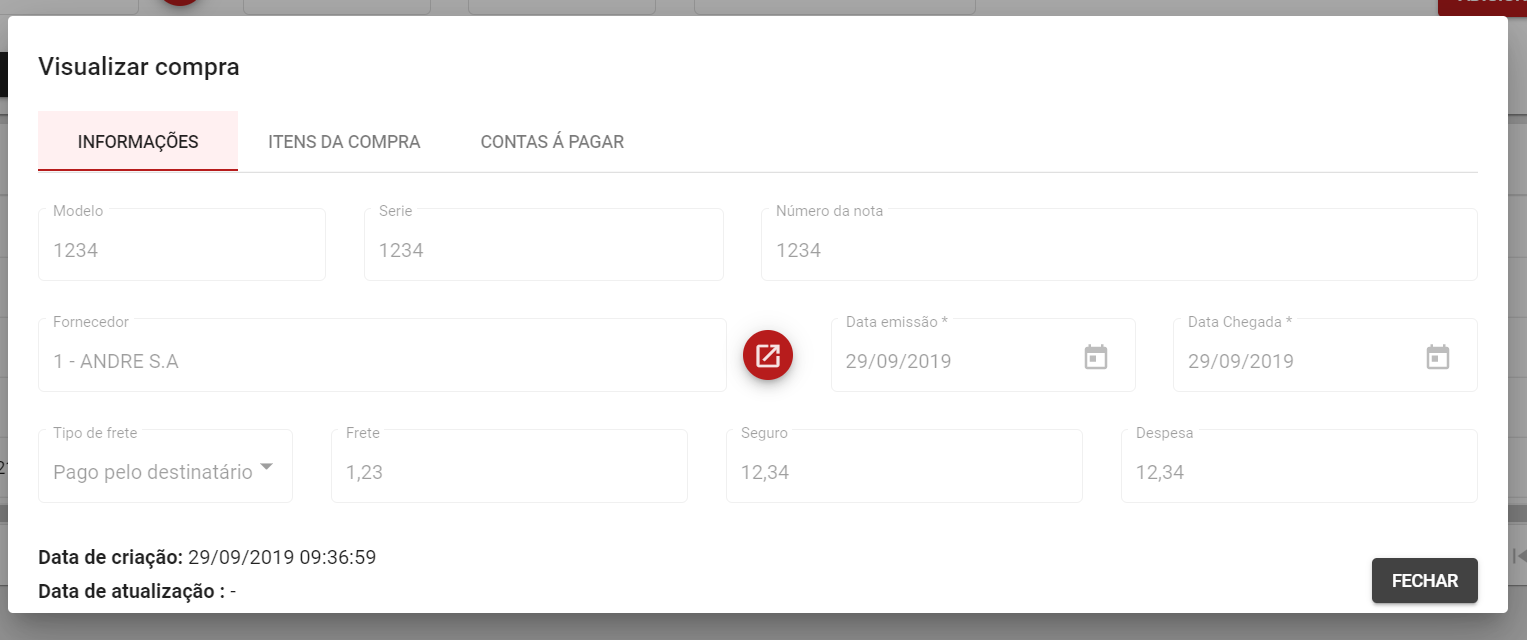 Visualizar compra
INFORMAÇÕES ITENS DA COMPRA CONTAS Á PAGAR
Modelo Serie Número da nota
1234 1234 1234
Fornecedor Data emissão * Data Chegada *
1 - ANDRE S.A 29/09/2019 29/09/2019
Tipo de frete Frete Seguro Despesa
Pago pelo destinatário 1,23 12,34 12,34
Data de criação: 29/09/2019 09:36:59
Data de atualização : -
FECHAR